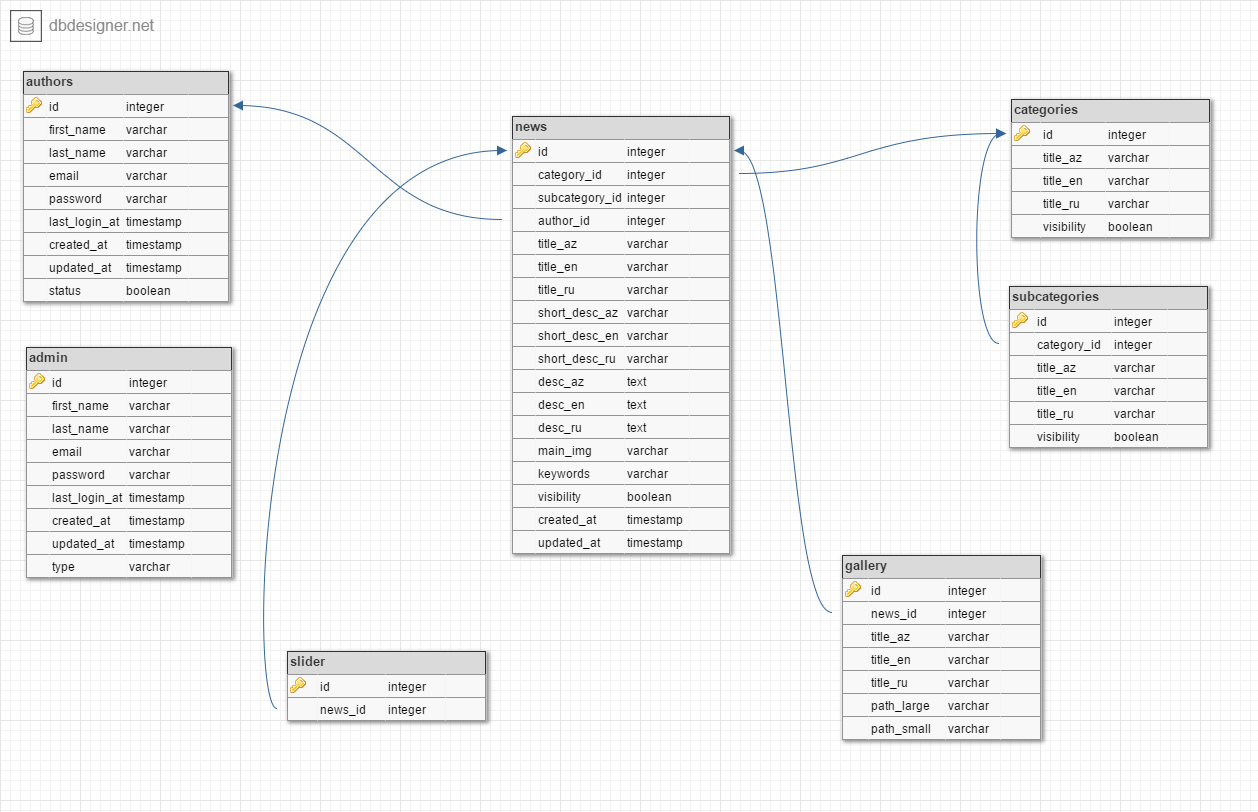 dbdesigner.net
authors
id integer
first_name varchar
last_name varchar
email varchar
password varchar
last_login_at timestamp
created_at timestamp
updated_at timestamp
status boolean
admin
id integer
first_name varchar
last_name varchar
email varchar
password varchar
last_login_at timestamp
created_at timestamp
updated_at timestamp
type varchar
news
id integer
category_id integer
subcategory_id integer
author_id integer
title_az varchar
title_en varchar
title_ru varchar
short_desc_az varchar
short_desc_en varchar
short_desc_ru varchar
desc_az text
desc_en text
desc_ru text
main_img varchar
keywords varchar
visibility boolean
created_at timestamp
updated_at timestamp
categories
id integer
title_az varchar
title_en varchar
title_ru varchar
visibility boolean
subcategories
id integer
category_id integer
title_az varchar
title_en varchar
title_ru varchar
visibility boolean
slider
id integer
news_id integer
gallery
id integer
news_id integer
title_az varchar
title_en varchar
title_ru varchar
path_large varchar
path_small varchar